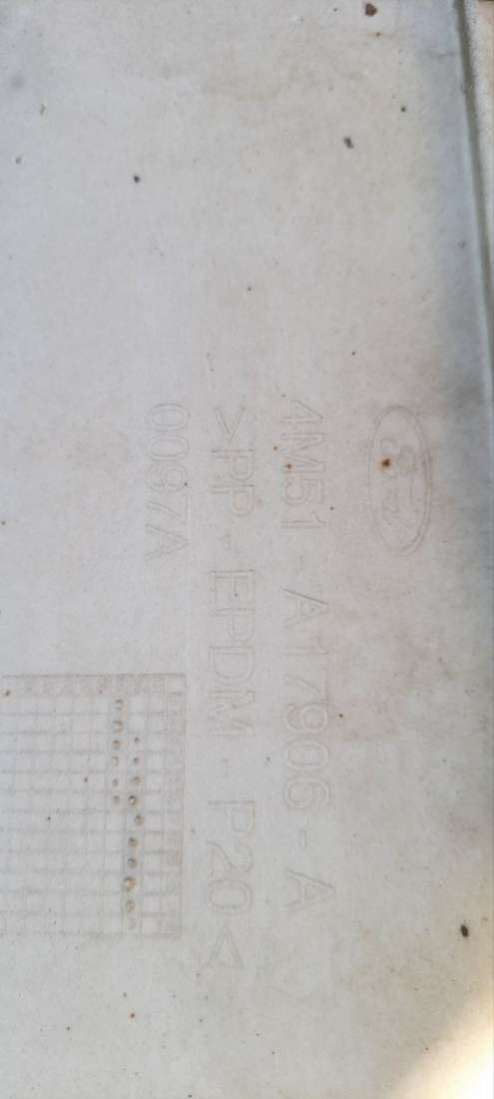 4M51 - A17906 - A
>PP - EPDM - P20<
0097A